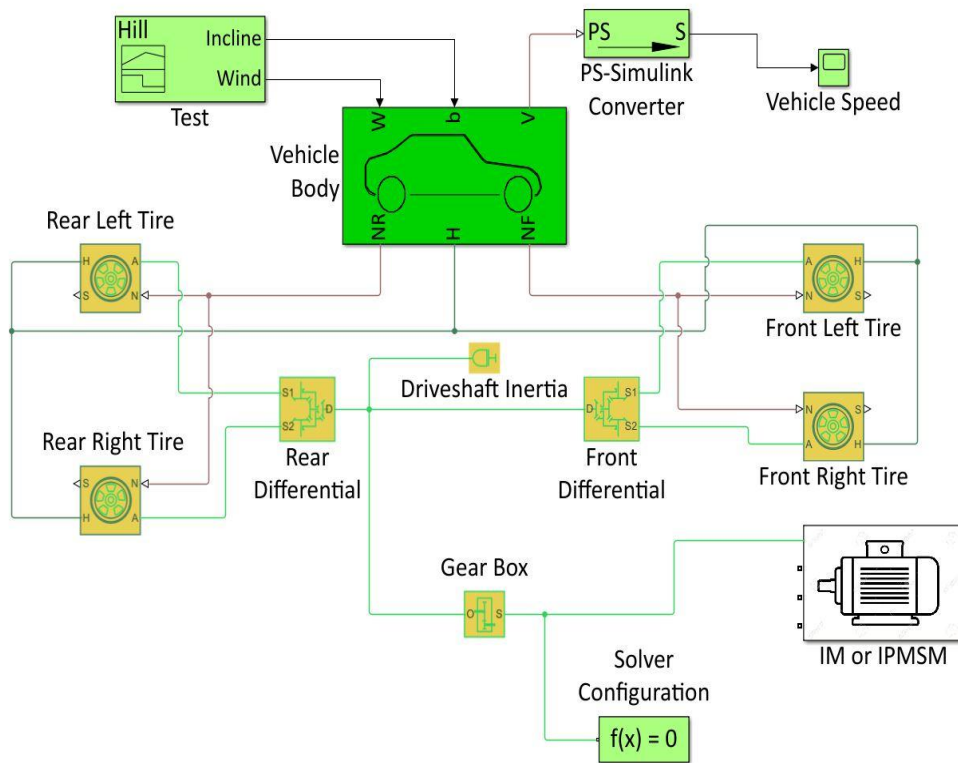 Hill
Incline
Wind
Test
PS S
PS-Simulink
Converter
Vehicle Speed
W b V
Vehicle
Body
NR H NF
Rear Left Tire
H A
S N
A H
N S
Front Left Tire
Driveshaft Inertia
S1
S2
D
Rear
Differential
D
S1
S2
Front
Differential
Rear Right Tire
S N
H A
N S
A H
Front Right Tire
Gear Box
O S
IM or IPMSM
Solver
Configuration
f(x) = 0